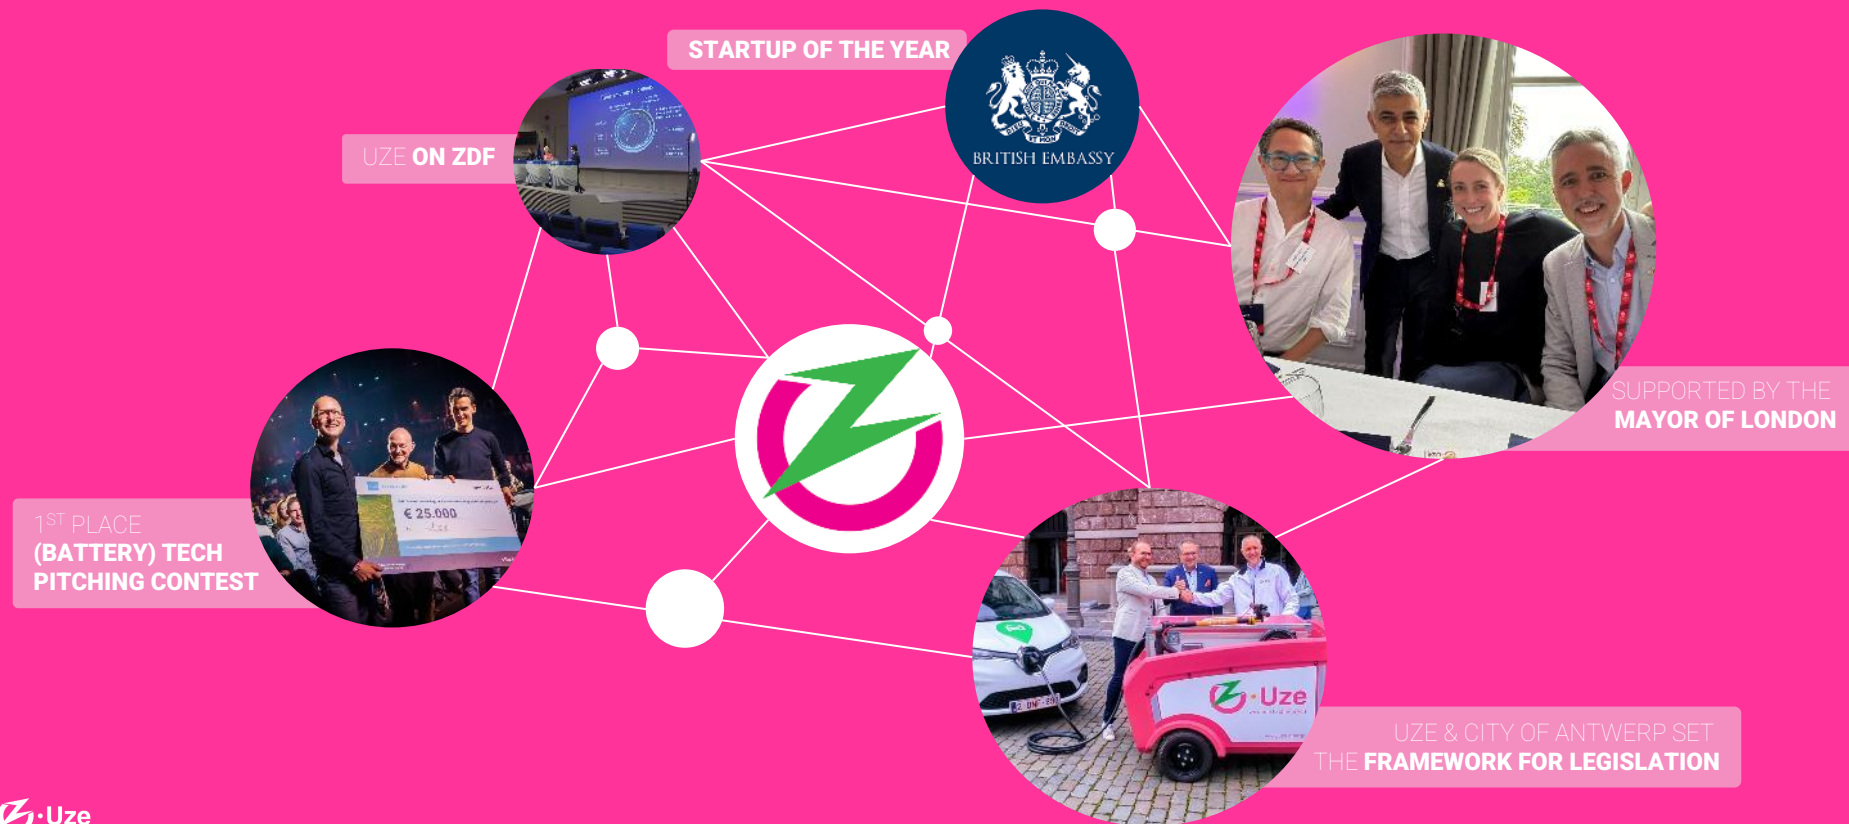 STARTUP OF THE YEAR
BRITISH EMBASSY
UZE ON ZDF
SUPPORTED BY THE
MAYOR OF LONDON
1ST PLACE
(BATTERY) TECH
PITCHING CONTEST
€ 25.000
Uze
UZE & CITY OF ANTWERP SET
THE FRAMEWORK FOR LEGISLATION
·Uze